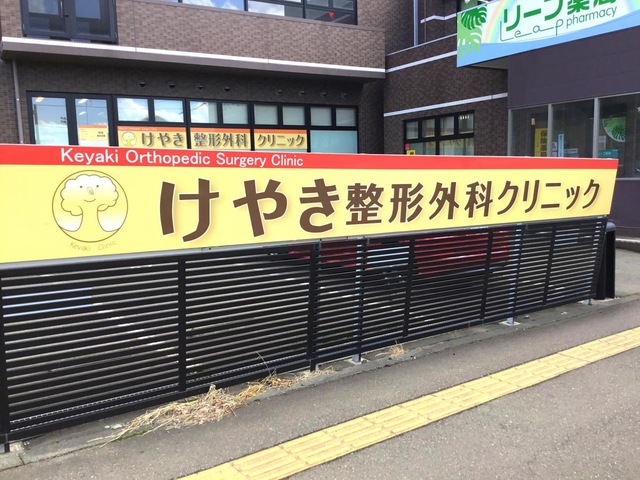 リーフ薬局
Leap pharmacy
けやき 整形外科 クリニック
Keyaki Orthopedic Surgery Clinic
けやき整形外科クリニック
Keyaki Clinic